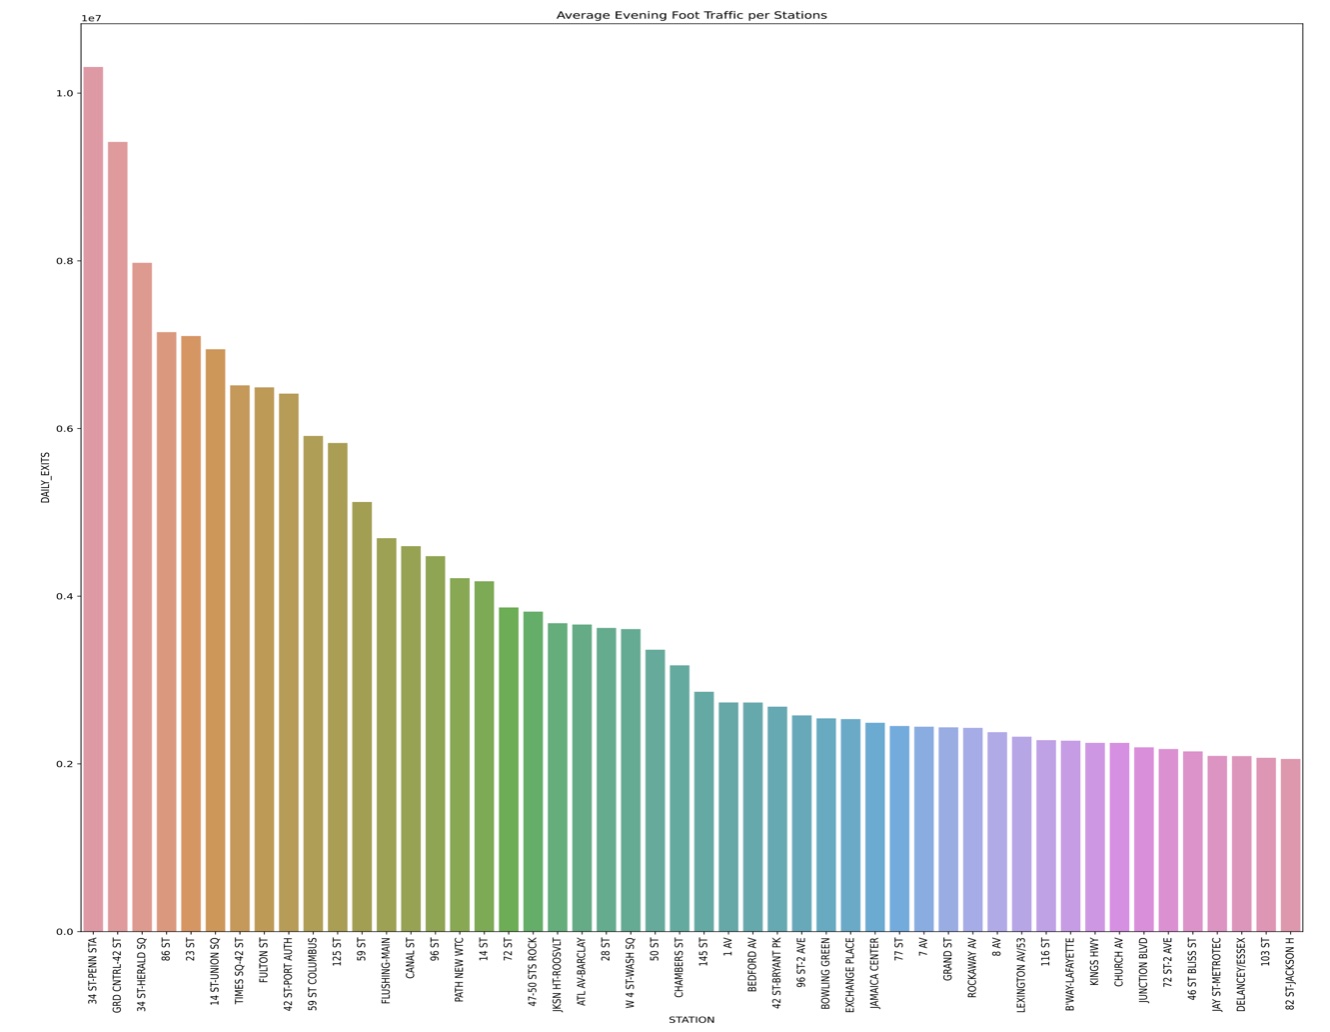 Average Evening Foot Traffic per Stations
1e7
1.0
0.8
0.6
0.4
0.2
0.0
DAILY_EXITS
34 ST-PENN STA
GRD CNTRL-42 ST
34 ST-HERALD SQ
86 ST
23 ST
14 ST-UNION SQ
TIMES SQ-42 ST
FULTON ST
42 ST-PORT AUTH
59 ST COLUMBUS
125 ST
59 ST
FLUSHING-MAIN
CANAL ST
96 ST
PATH NEW WTC
14 ST
72 ST
47-50 STS ROCK
JKSN HT-ROOSVLT
ATL AV-BARCLAY
28 ST
W 4 ST-WASH SQ
50 ST
CHAMBERS ST
145 ST
1 AV
BEDFORD AV
42 ST-BRYANT PK
96 ST-2 AVE
BOWLING GREEN
EXCHANGE PLACE
JAMAICA CENTER
77 ST
7 AV
GRAND ST
ROCKAWAY AV
8 AV
LEXINGTON AV/53
116 ST
B'WAY-LAFAYETTE
KINGS HWY
CHURCH AV
JUNCTION BLVD
72 ST-2 AVE
46 ST BLISS ST
JAY ST-METROTEC
DELANCEY/ESSEX
103 ST
82 ST-JACKSON H
STATION